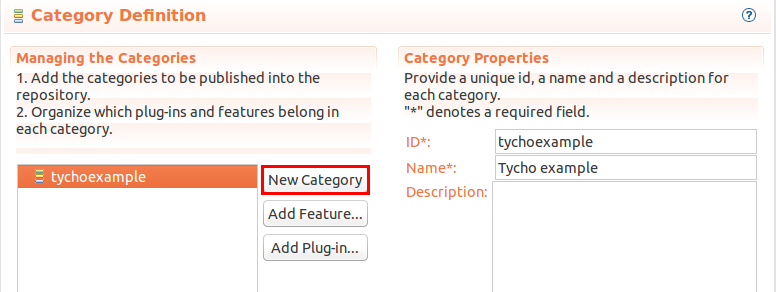 Category Definition
Managing the Categories
1. Add the categories to be published into the
repository.
2. Organize which plug-ins and features belong in
each category.
tychoexample
New Category
Add Feature...
Add Plug-in...
Category Properties
Provide a unique id, a name and a description for
each category.
"*" denotes a required field.
ID*: tychoexample
Name*: Tycho example
Description: